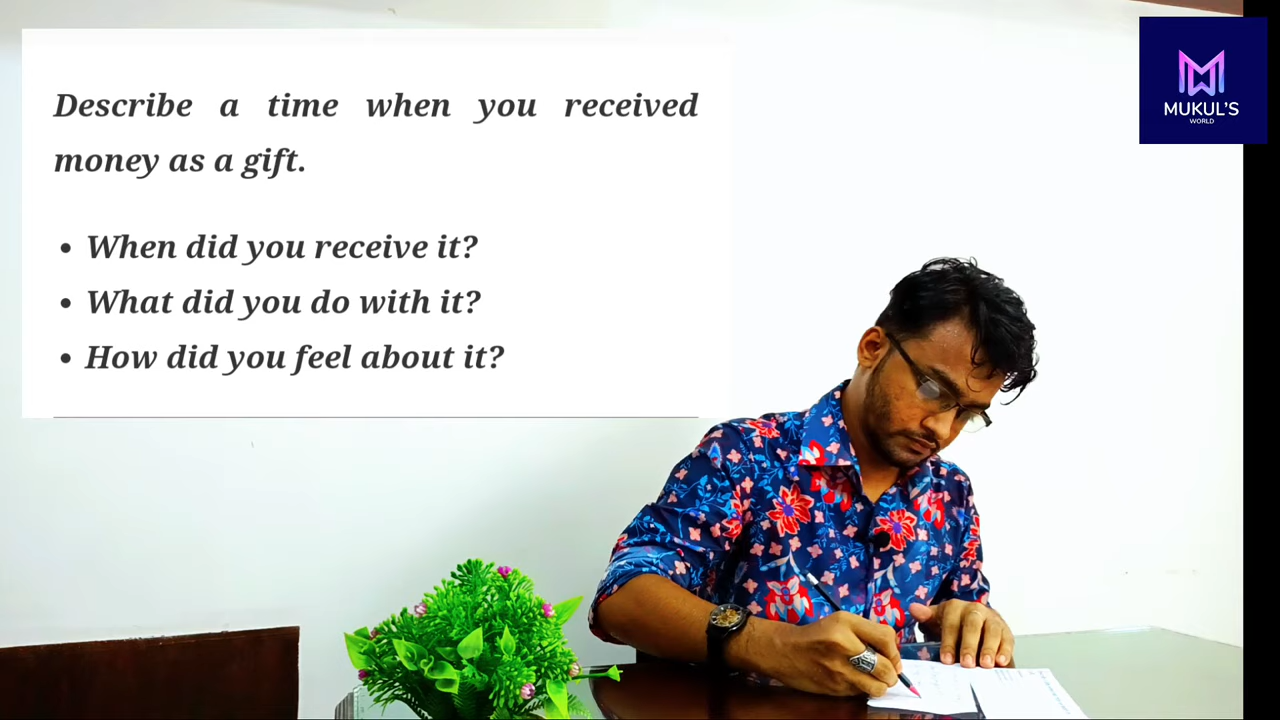 Describe a time when you received
money as a gift.
• When did you receive it?
• What did you do with it?
• How did you feel about it?
MUKUL'S
WORLD